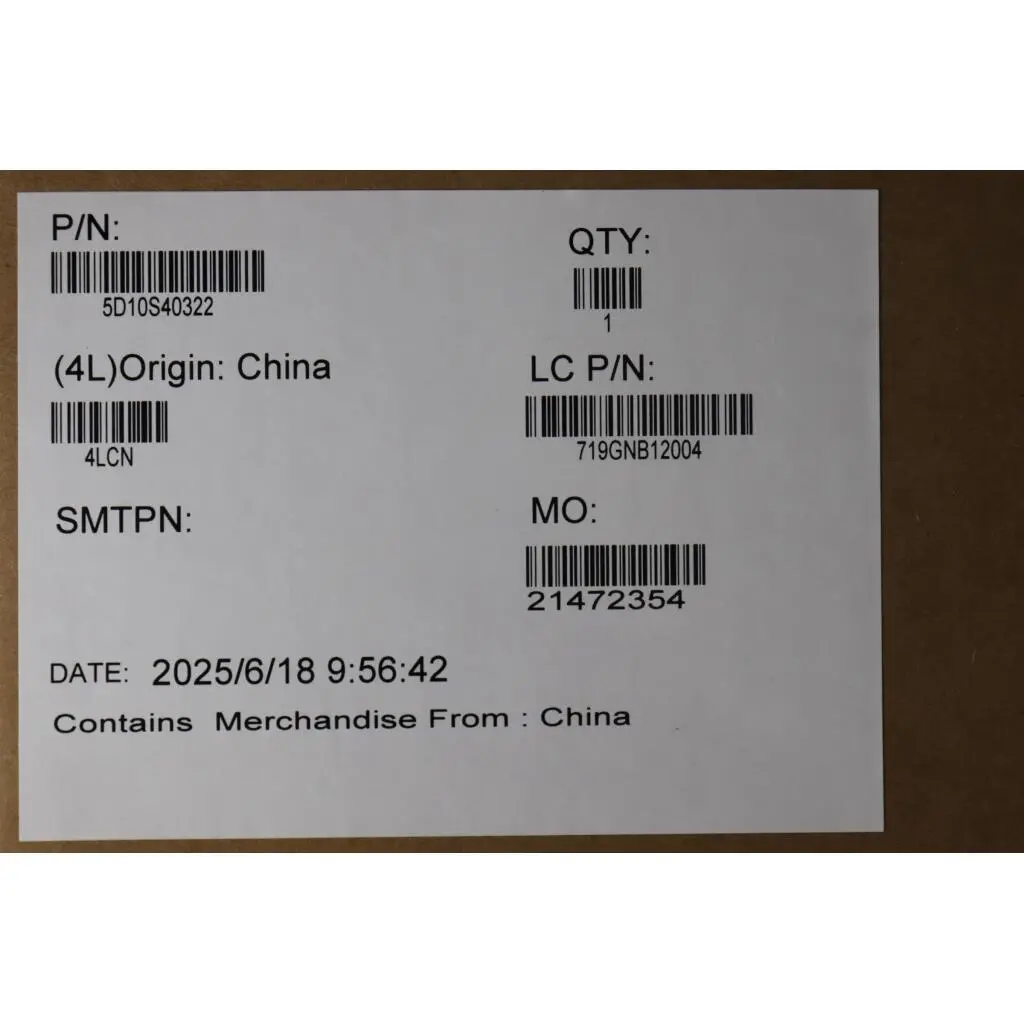 P/N:
5D10S40322
QTY:
1
(4L)Origin: China
4LCN
LC P/N:
719GNB12004
SMTPN:
MO:
21472354
DATE: 2025/6/18 9:56:42
Contains Merchandise From : China